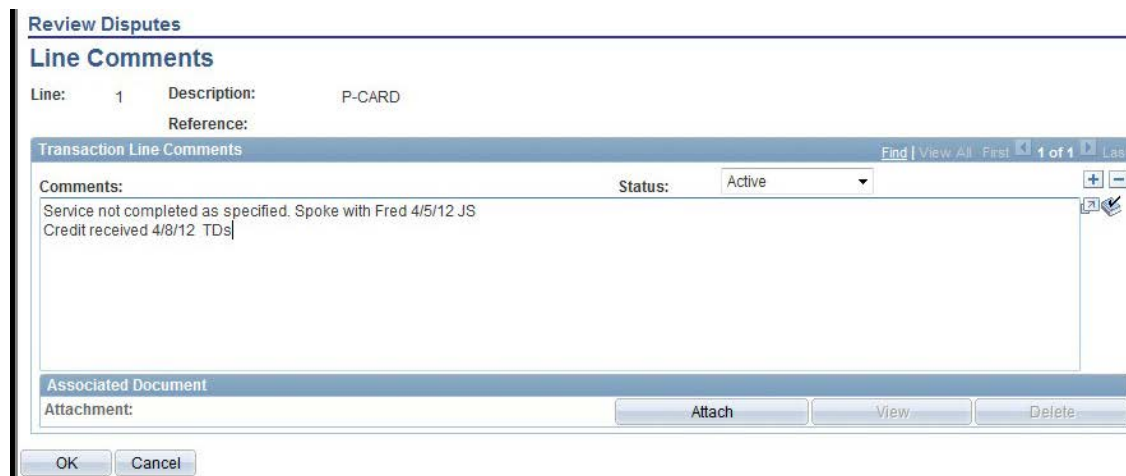 Review Disputes
Line Comments
Line: 1 Description: P-CARD
Reference:
Transaction Line Comments Find | View All First 1 of 1 Las
Comments: Status: Active
Service not completed as specified. Spoke with Fred 4/5/12 JS
Credit received 4/8/12 TDs
Associated Document
Attachment: Attach View Delete
OK Cancel